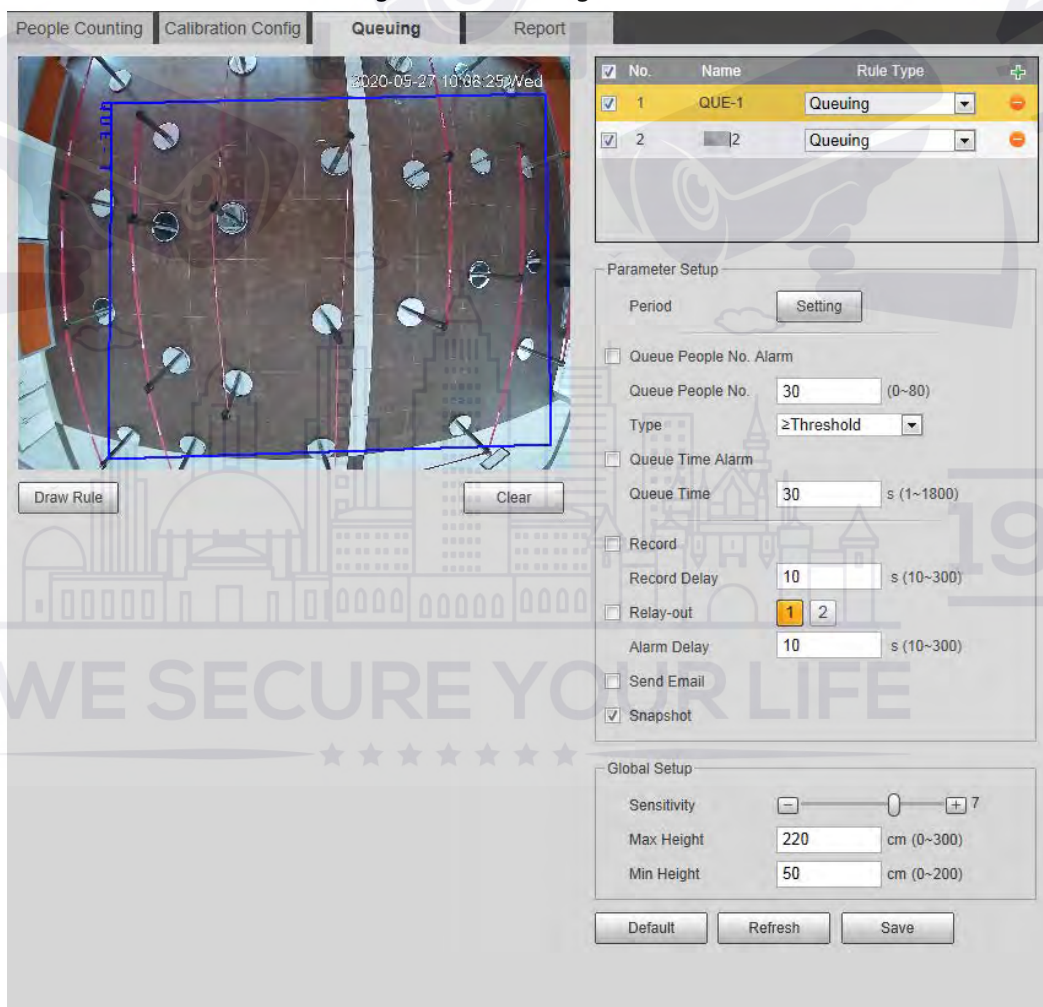 People Counting Calibration Config Queuing Report
2020-05-27 10:08:25 Wed
No. Name Rule Type
1 QUE-1 Queuing
2 2 Queuing
Parameter Setup
Period Setting
Queue People No. Alarm
Queue People No. 30 (0~80)
Type ≥Threshold
Queue Time Alarm
Draw Rule Clear
Queue Time 30 s (1~1800)
Record
Record Delay 10 s (10~300)
Relay-out 1 2
Alarm Delay 10 s (10~300)
Send Email
Snapshot
Global Setup
Sensitivity 7
Max Height 220 cm (0~300)
Min Height 50 cm (0~200)
Default Refresh Save
19
WE SECURE YOUR LIFE